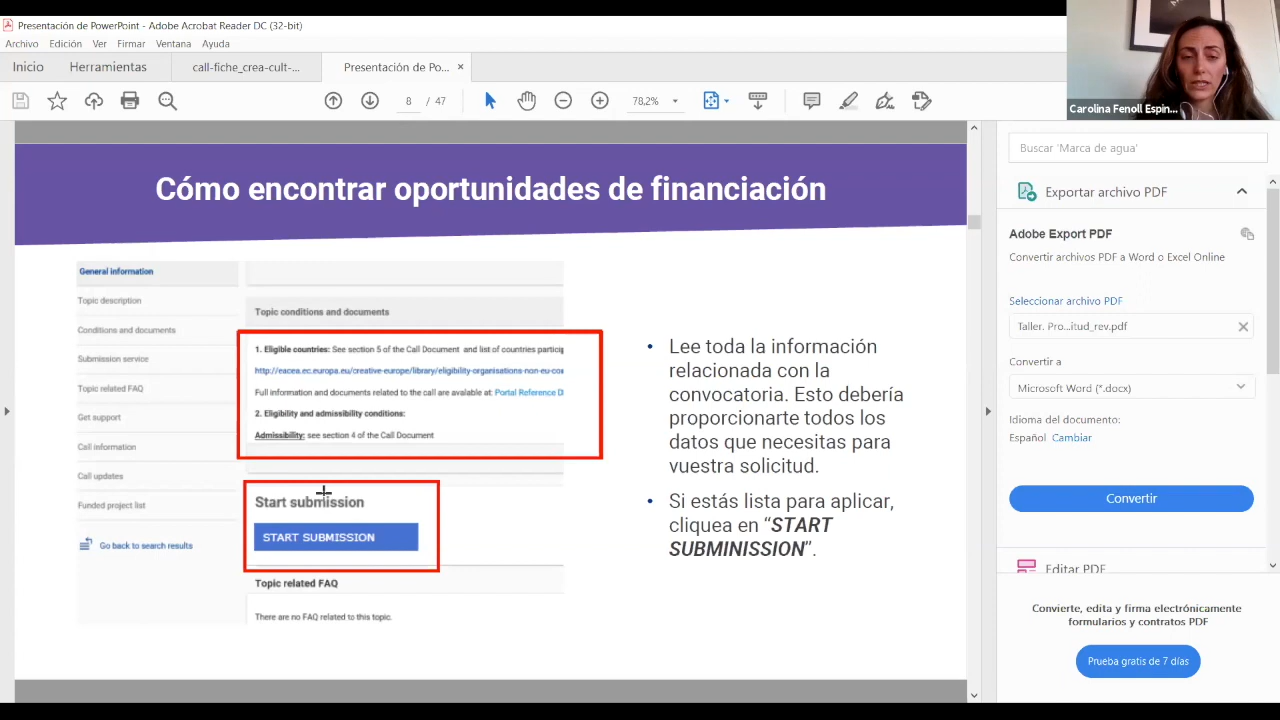 Presentación de PowerPoint - Adobe Acrobat Reader DC (32-bit)
Archivo Edición Ver Firmar Ventana Ayuda
Inicio Herramientas call-fiche_crea-cult-... Presentación de Po... ×
8 / 47 78,2%
Carolina Fenoll Espin...
Cómo encontrar oportunidades de financiación
General information
Topic description
Conditions and documents
Submission service
Topic related FAQ
Get support
Call information
Call updates
Funded project list
Go back to search results
Topic conditions and documents
1. Eligible countries: See section 5 of the Call Document and list of countries particip
http://eacea.ec.europa.eu/creative-europe/library/eligibility-organisations-non-eu-cou
Full information and documents related to the call are available at: Portal Reference D
2. Eligibility and admissibility conditions:
Admissibility: see section 4 of the Call Document
Start submission
START SUBMISSION
Topic related FAQ
There are no FAQ related to this topic.
• Lee toda la información
relacionada con la
convocatoria. Esto debería
proporcionarte todos los
datos que necesitas para
vuestra solicitud.
• Si estás lista para aplicar,
cliquea en “START
SUBMINISSION”.
Buscar 'Marca de agua'
Exportar archivo PDF
Adobe Export PDF
Convertir archivos PDF a Word o Excel Online
Seleccionar archivo PDF
Taller. Pro...itud_rev.pdf
Convertir a
Microsoft Word (*.docx)
Idioma del documento:
Español Cambiar
Convertir
Editar PDF
Convierte, edita y firma electrónicamente
formularios y contratos PDF
Prueba gratis de 7 días